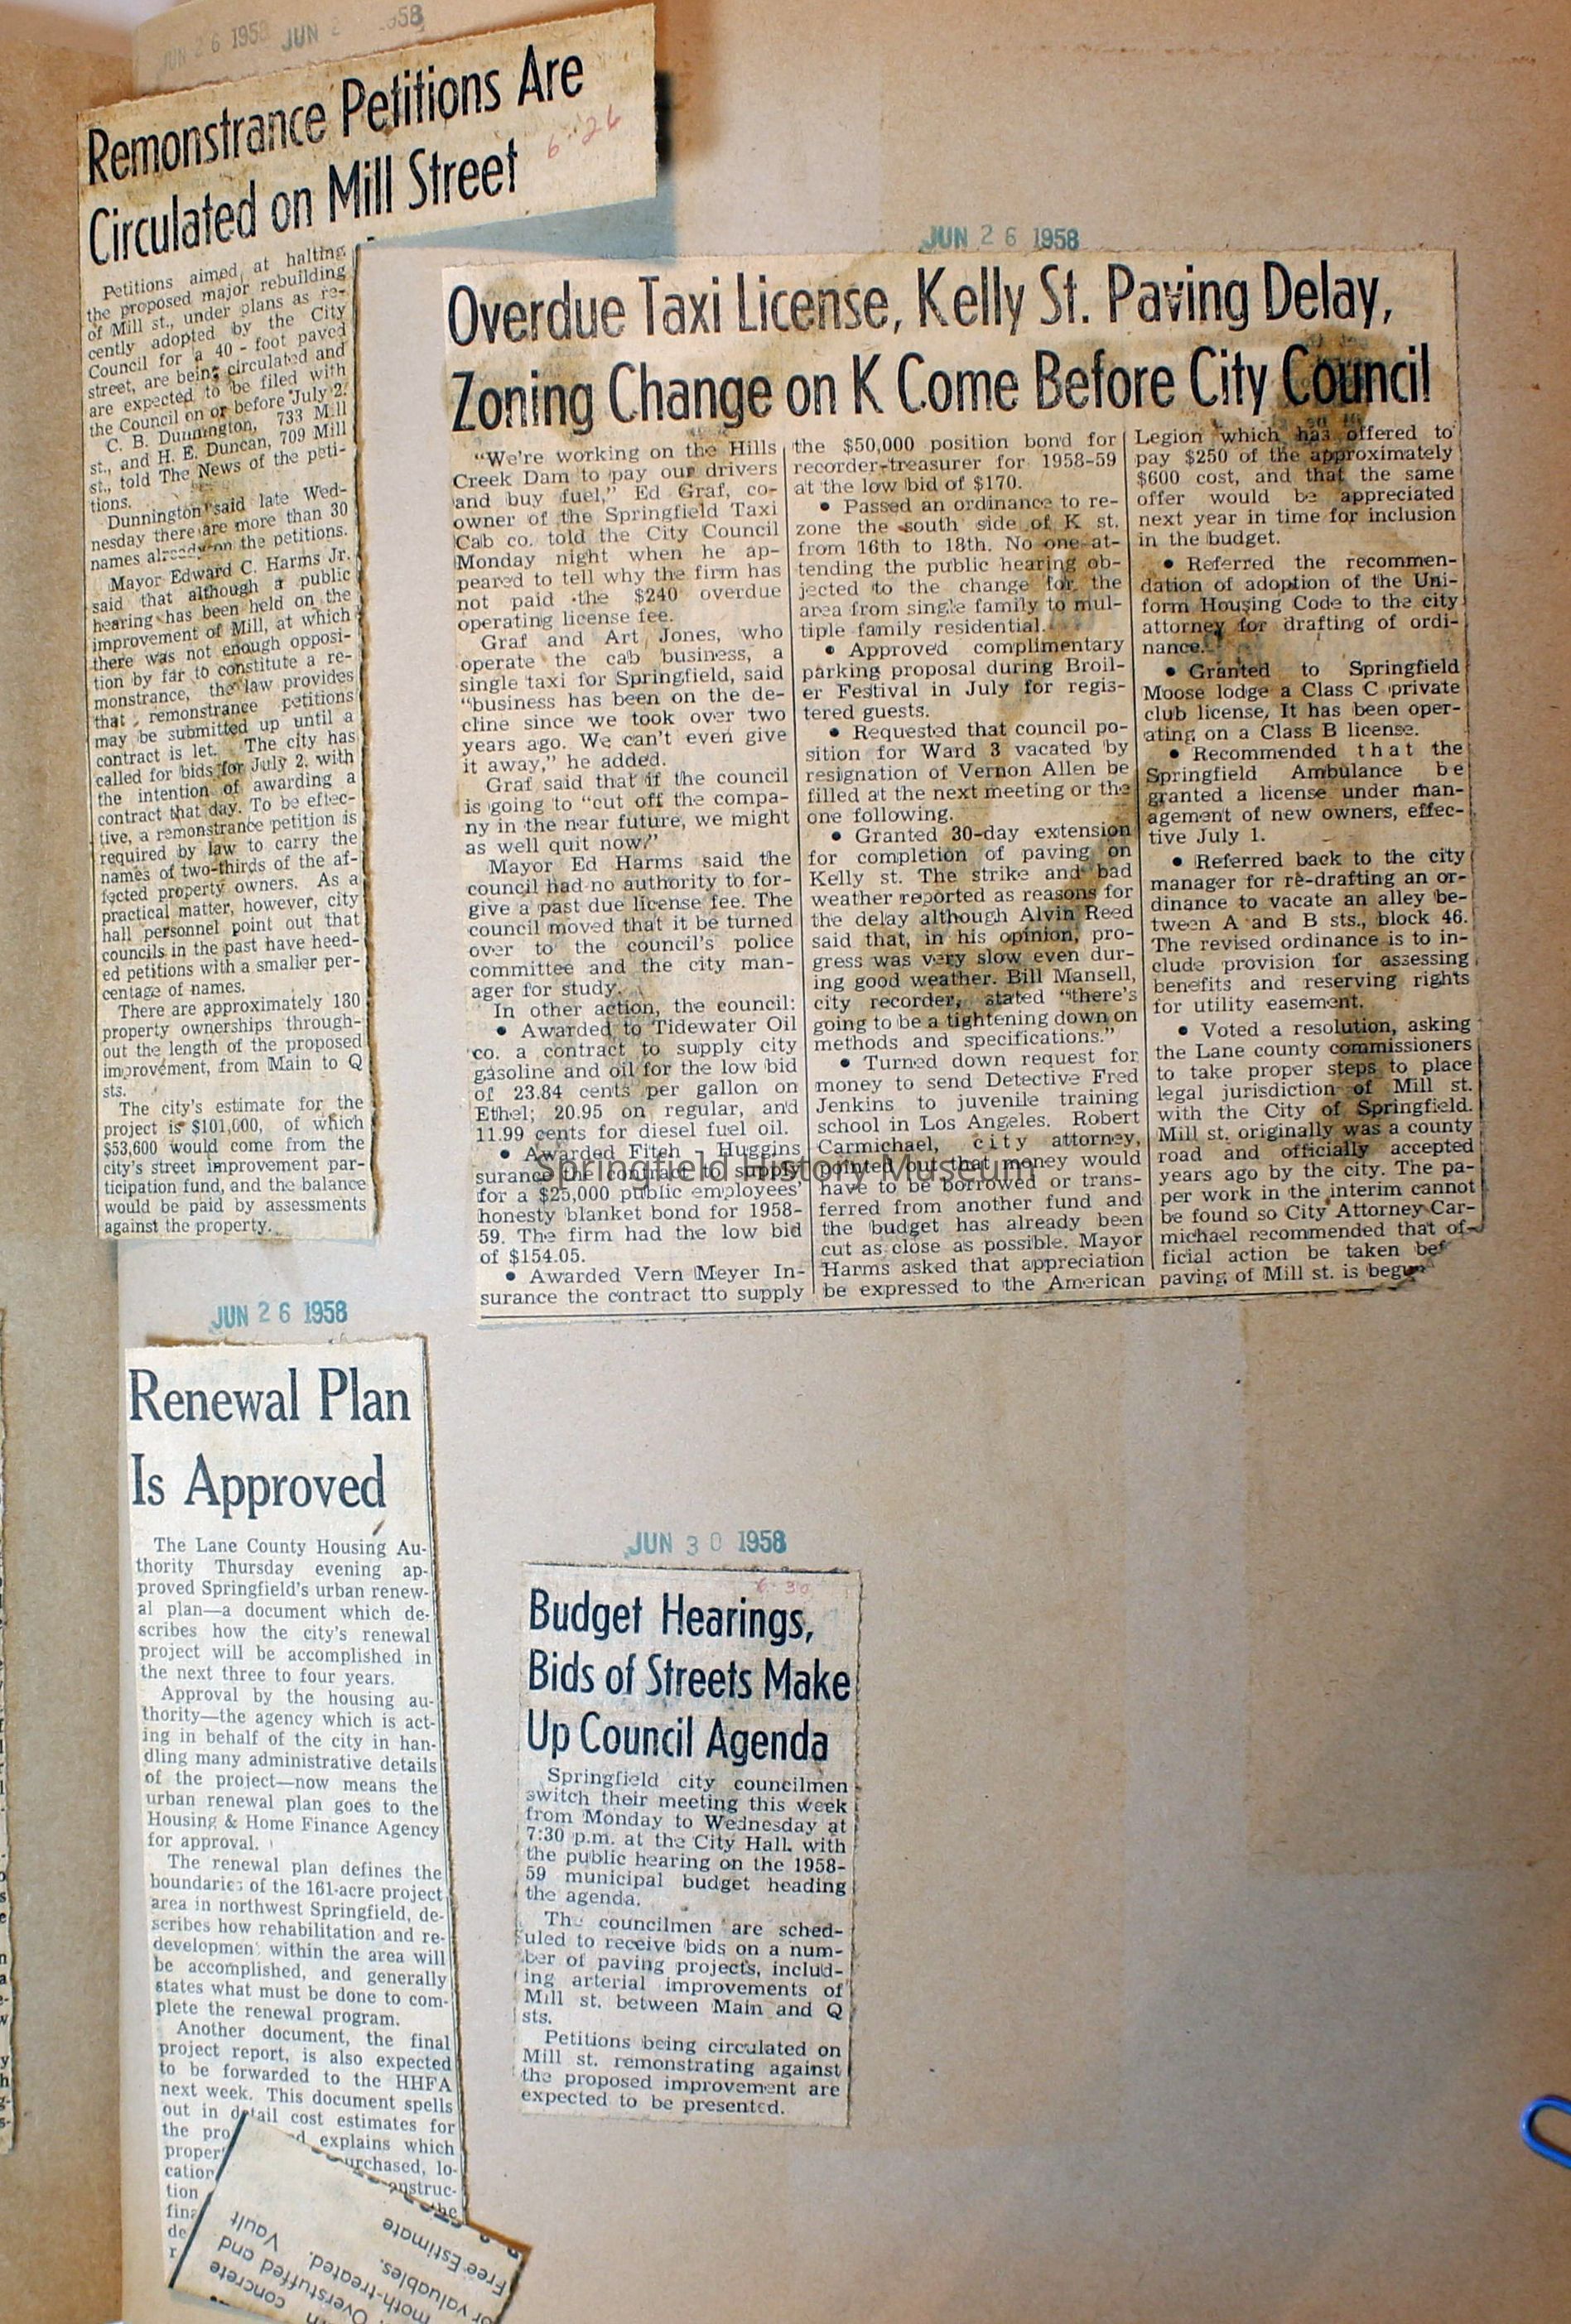 JUN 26 1958 JUN 2 1958
Remonstrance Petitions Are
Circulated on Mill Street
6-26
Petitions aimed at halting
the proposed major rebuilding
of Mill st., under plans as re-
cently adopted by the City
Council for a 40-foot paved
street, are being circulated and
are expected to be filed with
the Council on or before July 2.
C. B. Dunnington, 733 Mill
st., and H. E. Duncan, 709 Mill
st., told The News of the peti-
tions.
Dunnington said late Wed-
nesday there are more than 30
names already on the petitions.
Mayor Edward C. Harms Jr.
said that although a public
hearing has been held on the
improvement of Mill, at which
there was not enough opposi-
tion by far to constitute a re-
monstrance, the law provides
that remonstrance petitions
may be submitted up until a
contract is let. The city has
called for bids for July 2, with
the intention of awarding a
contract that day. To be effec-
tive, a remonstrance petition is
required by law to carry the
names of two-thirds of the af-
fected property owners. As a
practical matter, however, city
hall personnel point out that
councils in the past have heed-
ed petitions with a smaller per-
centage of names.
There are approximately 180
property ownerships through-
out the length of the proposed
improvement, from Main to Q
sts.
The city's estimate for the
project is $101,000, of which
$53,600 would come from the
city's street improvement par-
ticipation fund, and the balance
would be paid by assessments
against the property.
JUN 26 1958
Overdue Taxi License, Kelly St. Paving Delay,
Zoning Change on K Come Before City Council
"We're working on the Hills
Creek Dam to pay our drivers
and buy fuel," Ed Graf, co-
owner of the Springfield Taxi
Cab co. told the City Council
Monday night when he ap-
peared to tell why the firm has
not paid the $240 overdue
operating license fee.
Graf and Art Jones, who
operate the cab business, a
single taxi for Springfield, said
"business has been on the de-
cline since we took over two
years ago. We can't even give
it away," he added.
Graf said that if the council
is going to "cut off the compa-
ny in the near future, we might
as well quit now."
Mayor Ed Harms said the
council had no authority to for-
give a past due license fee. The
council moved that it be turned
over to the council's police
committee and the city man-
ager for study.
In other action, the council:
• Awarded to Tidewater Oil
co. a contract to supply city
gasoline and oil for the low bid
of 23.84 cents per gallon on
Ethel; 20.95 on regular, and
11.99 cents for diesel fuel oil.
• Awarded Fitch Huggins
surance the contract to supply
for a $25,000 public employees'
honesty blanket bond for 1958-
59. The firm had the low bid
of $154.05.
• Awarded Vern Meyer In-
surance the contract tto supply
the $50,000 position bond for
recorder-treasurer for 1958-59
at the low bid of $170.
• Passed an ordinance to re-
zone the south side of K st.
from 16th to 18th. No one at-
tending the public hearing ob-
jected to the change for the
area from single family to mul-
tiple family residential.
• Approved complimentary
parking proposal during Broil-
er Festival in July for regis-
tered guests.
• Requested that council po-
sition for Ward 3 vacated by
resignation of Vernon Allen be
filled at the next meeting or the
one following.
• Granted 30-day extension
for completion of paving on
Kelly st. The strike and bad
weather reported as reasons for
the delay although Alvin Reed
said that, in his opinion, pro-
gress was very slow even dur-
ing good weather. Bill Mansell,
city recorder, stated "there's
going to be a tightening down on
methods and specifications."
• Turned down request for
money to send Detective Fred
Jenkins to juvenile training
school in Los Angeles. Robert
Carmichael, city attorney,
pointed out that money would
have to be borrowed or trans-
ferred from another fund and
the budget has already been
cut as close as possible. Mayor
Harms asked that appreciation
be expressed to the American
Legion which has offered to
pay $250 of the approximately
$600 cost, and that the same
offer would be appreciated
next year in time for inclusion
in the budget.
• Referred the recommen-
dation of adoption of the Uni-
form Housing Code to the city
attorney for drafting of ordi-
nance.
• Granted to Springfield
Moose lodge a Class C private
club license. It has been oper-
ating on a Class B license.
• Recommended that the
Springfield Ambulance be
granted a license under man-
agement of new owners, effec-
tive July 1.
• Referred back to the city
manager for re-drafting an or-
dinance to vacate an alley be-
tween A and B sts., block 46.
The revised ordinance is to in-
clude provision for assessing
benefits and reserving rights
for utility easement.
• Voted a resolution, asking
the Lane county commissioners
to take proper steps to place
legal jurisdiction of Mill st.
with the City of Springfield.
Mill st. originally was a county
road and officially accepted
years ago by the city. The pa-
per work in the interim cannot
be found so City Attorney Car-
michael recommended that of-
ficial action be taken bef
paving of Mill st. is begun
Springfield History Museum
JUN 26 1958
Renewal Plan
Is Approved
The Lane County Housing Au-
thority Thursday evening ap-
proved Springfield's urban renew-
al plan—a document which de-
scribes how the city's renewal
project will be accomplished in
the next three to four years.
Approval by the housing au-
thority—the agency which is act-
ing in behalf of the city in han-
dling many administrative details
of the project—now means the
urban renewal plan goes to the
Housing & Home Finance Agency
for approval.
The renewal plan defines the
boundaries of the 161-acre project
area in northwest Springfield, de-
scribes how rehabilitation and re-
developmen within the area will
be accomplished, and generally
states what must be done to com-
plete the renewal program.
Another document, the final
project report, is also expected
to be forwarded to the HHFA
next week. This document spells
out in detail cost estimates for
the pro d explains which
proper urchased, lo-
cation onstruc-
tion the
fina
de
r
Free Estimate
or valuables.
moth-treated. Vault
Overstuffed and
concrete
JUN 30 1958
6-30
Budget Hearings,
Bids of Streets Make
Up Council Agenda
Springfield city councilmen
switch their meeting this week
from Monday to Wednesday at
7:30 p.m. at the City Hall, with
the public hearing on the 1958-
59 municipal budget heading
the agenda.
The councilmen are sched-
uled to receive bids on a num-
ber of paving projects, includ-
ing arterial improvements of
Mill st. between Main and Q
sts.
Petitions being circulated on
Mill st. remonstrating against
the proposed improvement are
expected to be presented.